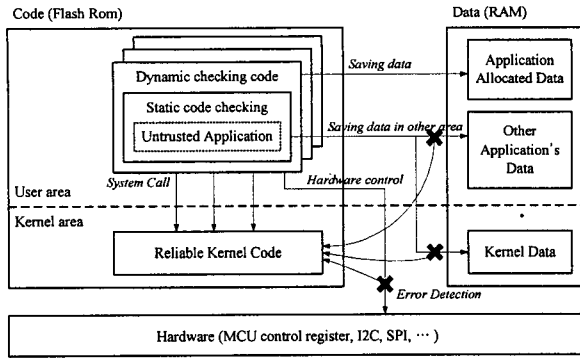 Code (Flash Rom)
Data (RAM)
Dynamic checking code
Saving data
Application
Allocated Data
Static code checking
Untrusted Application
Saving data in other area
Other
Application's
Data
System Call
Hardware control
User area
Kernel area
Reliable Kernel Code
Kernel Data
Error Detection
Hardware (MCU control register, I2C, SPI, ⋯ )